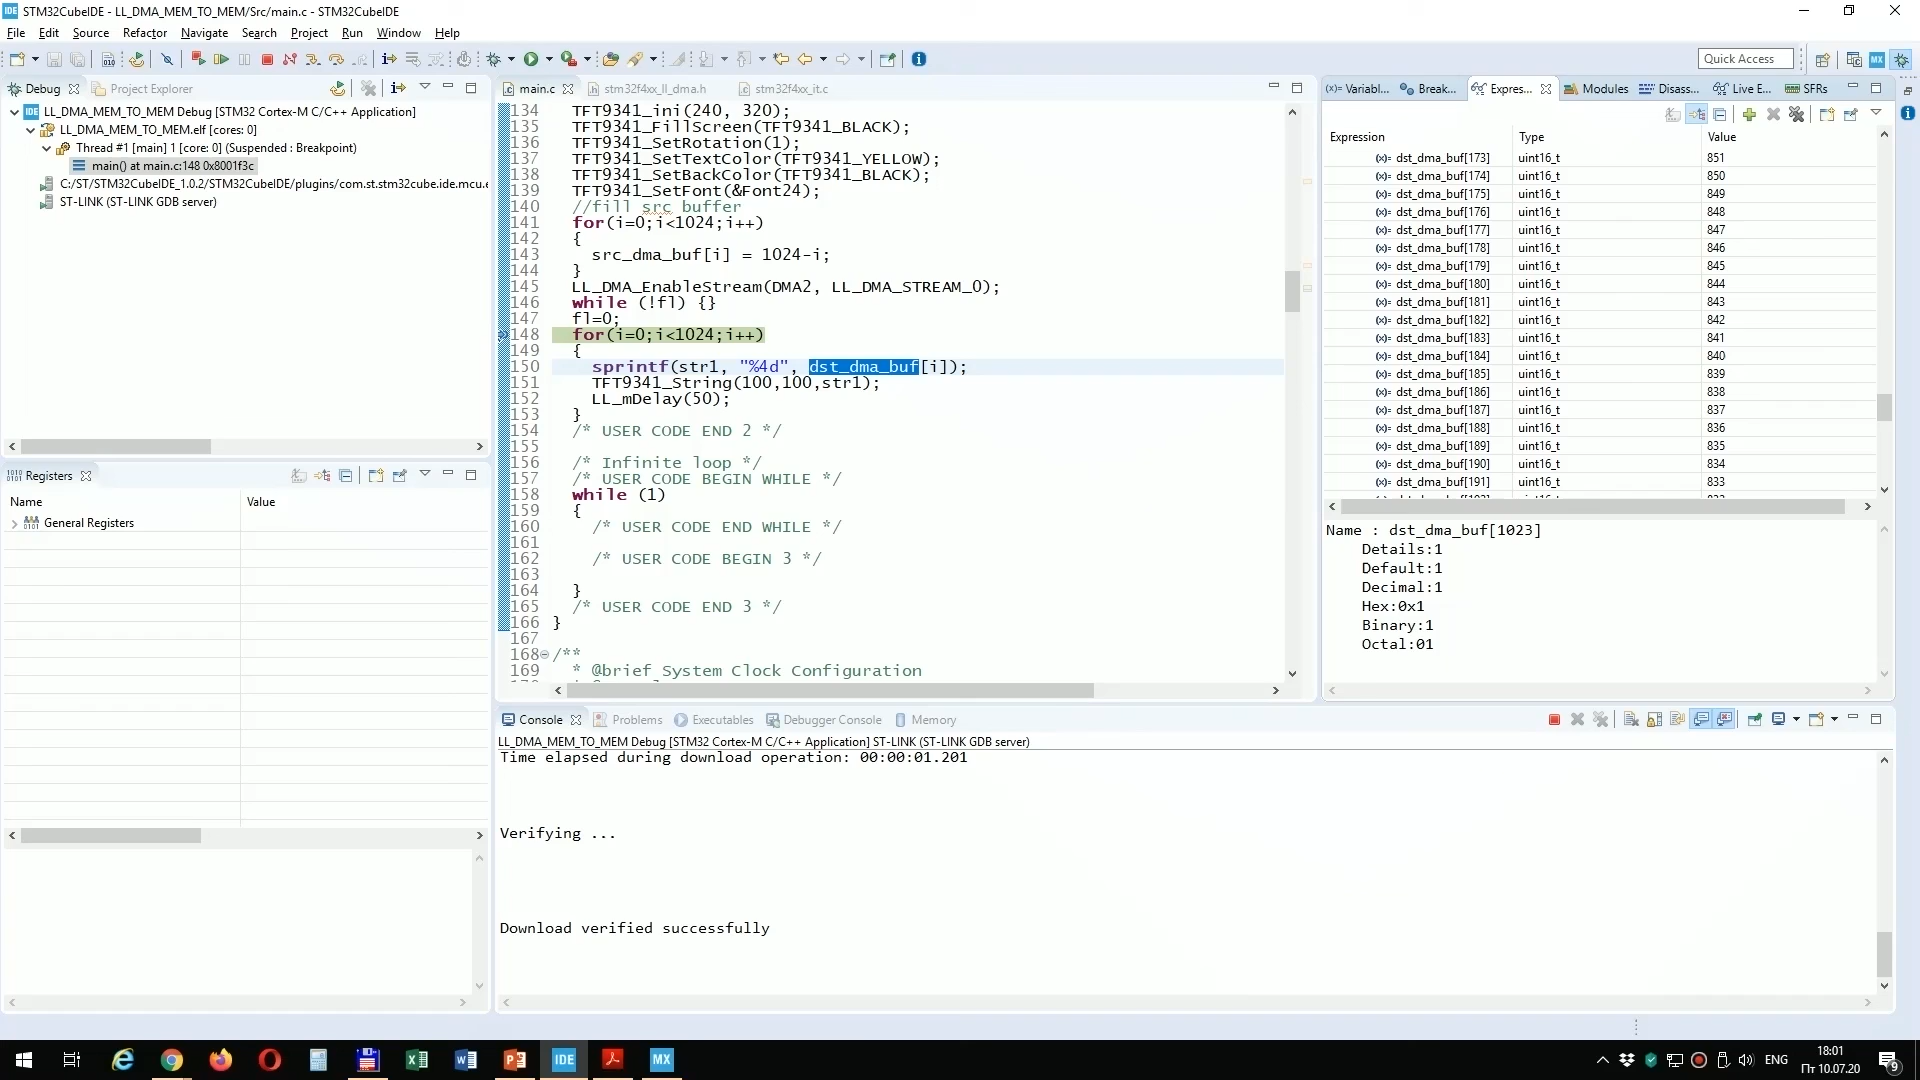 STM32CubeIDE - LL_DMA_MEM_TO_MEM/Src/main.c - STM32CubeIDE
File Edit Source Refactor Navigate Search Project Run Window Help
Quick Access
Debug Project Explorer
LL_DMA_MEM_TO_MEM Debug [STM32 Cortex-M C/C++ Application]
LL_DMA_MEM_TO_MEM.elf [cores: 0]
Thread #1 [main] 1 [core: 0] (Suspended : Breakpoint)
main() at main.c:148 0x8001f3c
C:/ST/STM32CubeIDE_1.0.2/STM32CubeIDE/plugins/com.st.stm32cube.ide.mcu.e
ST-LINK (ST-LINK GDB server)
Registers
Name Value
General Registers
main.c stm32f4xx_ll_dma.h stm32f4xx_it.c
134 TFT9341_ini(240, 320);
135 TFT9341_FillScreen(TFT9341_BLACK);
136 TFT9341_SetRotation(1);
137 TFT9341_SetTextColor(TFT9341_YELLOW);
138 TFT9341_SetBackColor(TFT9341_BLACK);
139 TFT9341_SetFont(&Font24);
140 //fill src buffer
141 for(i=0;i<1024;i++)
142 {
143 src_dma_buf[i] = 1024-i;
144 }
145 LL_DMA_EnableStream(DMA2, LL_DMA_STREAM_0);
146 while (!fl) {}
147 fl=0;
148 for(i=0;i<1024;i++)
149 {
150 sprintf(str1, "%4d", dst_dma_buf[i]);
151 TFT9341_String(100,100,str1);
152 LL_mDelay(50);
153 }
154 /* USER CODE END 2 */
155
156 /* Infinite loop */
157 /* USER CODE BEGIN WHILE */
158 while (1)
159 {
160 /* USER CODE END WHILE */
161
162 /* USER CODE BEGIN 3 */
163
164 }
165 /* USER CODE END 3 */
166 }
167
168 /**
169 * @brief System Clock Configuration
Variabl... Break... Expres... Modules Disass... Live E... SFRs
Expression Type Value
dst_dma_buf[173] uint16_t 851
dst_dma_buf[174] uint16_t 850
dst_dma_buf[175] uint16_t 849
dst_dma_buf[176] uint16_t 848
dst_dma_buf[177] uint16_t 847
dst_dma_buf[178] uint16_t 846
dst_dma_buf[179] uint16_t 845
dst_dma_buf[180] uint16_t 844
dst_dma_buf[181] uint16_t 843
dst_dma_buf[182] uint16_t 842
dst_dma_buf[183] uint16_t 841
dst_dma_buf[184] uint16_t 840
dst_dma_buf[185] uint16_t 839
dst_dma_buf[186] uint16_t 838
dst_dma_buf[187] uint16_t 837
dst_dma_buf[188] uint16_t 836
dst_dma_buf[189] uint16_t 835
dst_dma_buf[190] uint16_t 834
dst_dma_buf[191] uint16_t 833
Name : dst_dma_buf[1023]
Details:1
Default:1
Decimal:1
Hex:0x1
Binary:1
Octal:01
Console Problems Executables Debugger Console Memory
LL_DMA_MEM_TO_MEM Debug [STM32 Cortex-M C/C++ Application] ST-LINK (ST-LINK GDB server)
Time elapsed during download operation: 00:00:01.201
Verifying ...
Download verified successfully
IDE MX
ENG
18:01
Пт 10.07.20
9